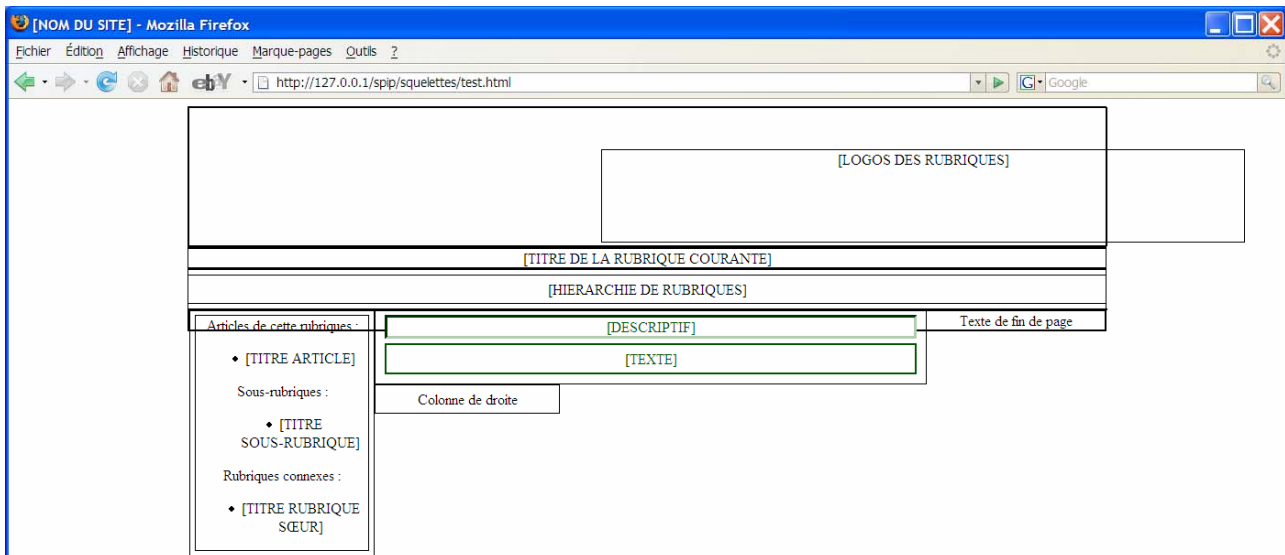 [NOM DU SITE] - Mozilla Firefox
Fichier Édition Affichage Historique Marque-pages Outils ?
ebY http://127.0.0.1/spip/squelettes/test.html G Google
[LOGOS DES RUBRIQUES]
[TITRE DE LA RUBRIQUE COURANTE]
[HIERARCHIE DE RUBRIQUES]
Articles de cette rubriques :
[DESCRIPTIF]
Texte de fin de page
[TITRE ARTICLE]
[TEXTE]
Sous-rubriques :
Colonne de droite
[TITRE
SOUS-RUBRIQUE]
Rubriques connexes :
[TITRE RUBRIQUE
SŒUR]